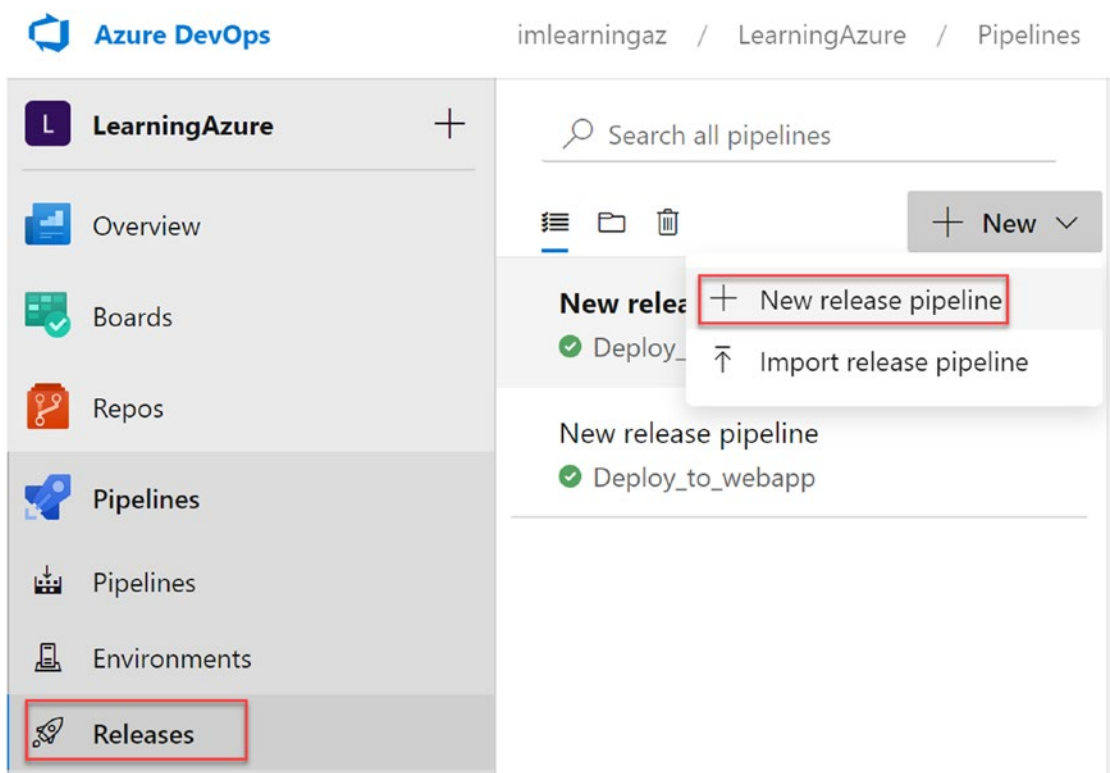 Azure DevOps
imlearningaz / LearningAzure / Pipelines
L LearningAzure
Search all pipelines
Overview
New
New relea
New release pipeline
Boards
Deploy_
Import release pipeline
Repos
New release pipeline
Deploy_to_webapp
Pipelines
Pipelines
Environments
Releases